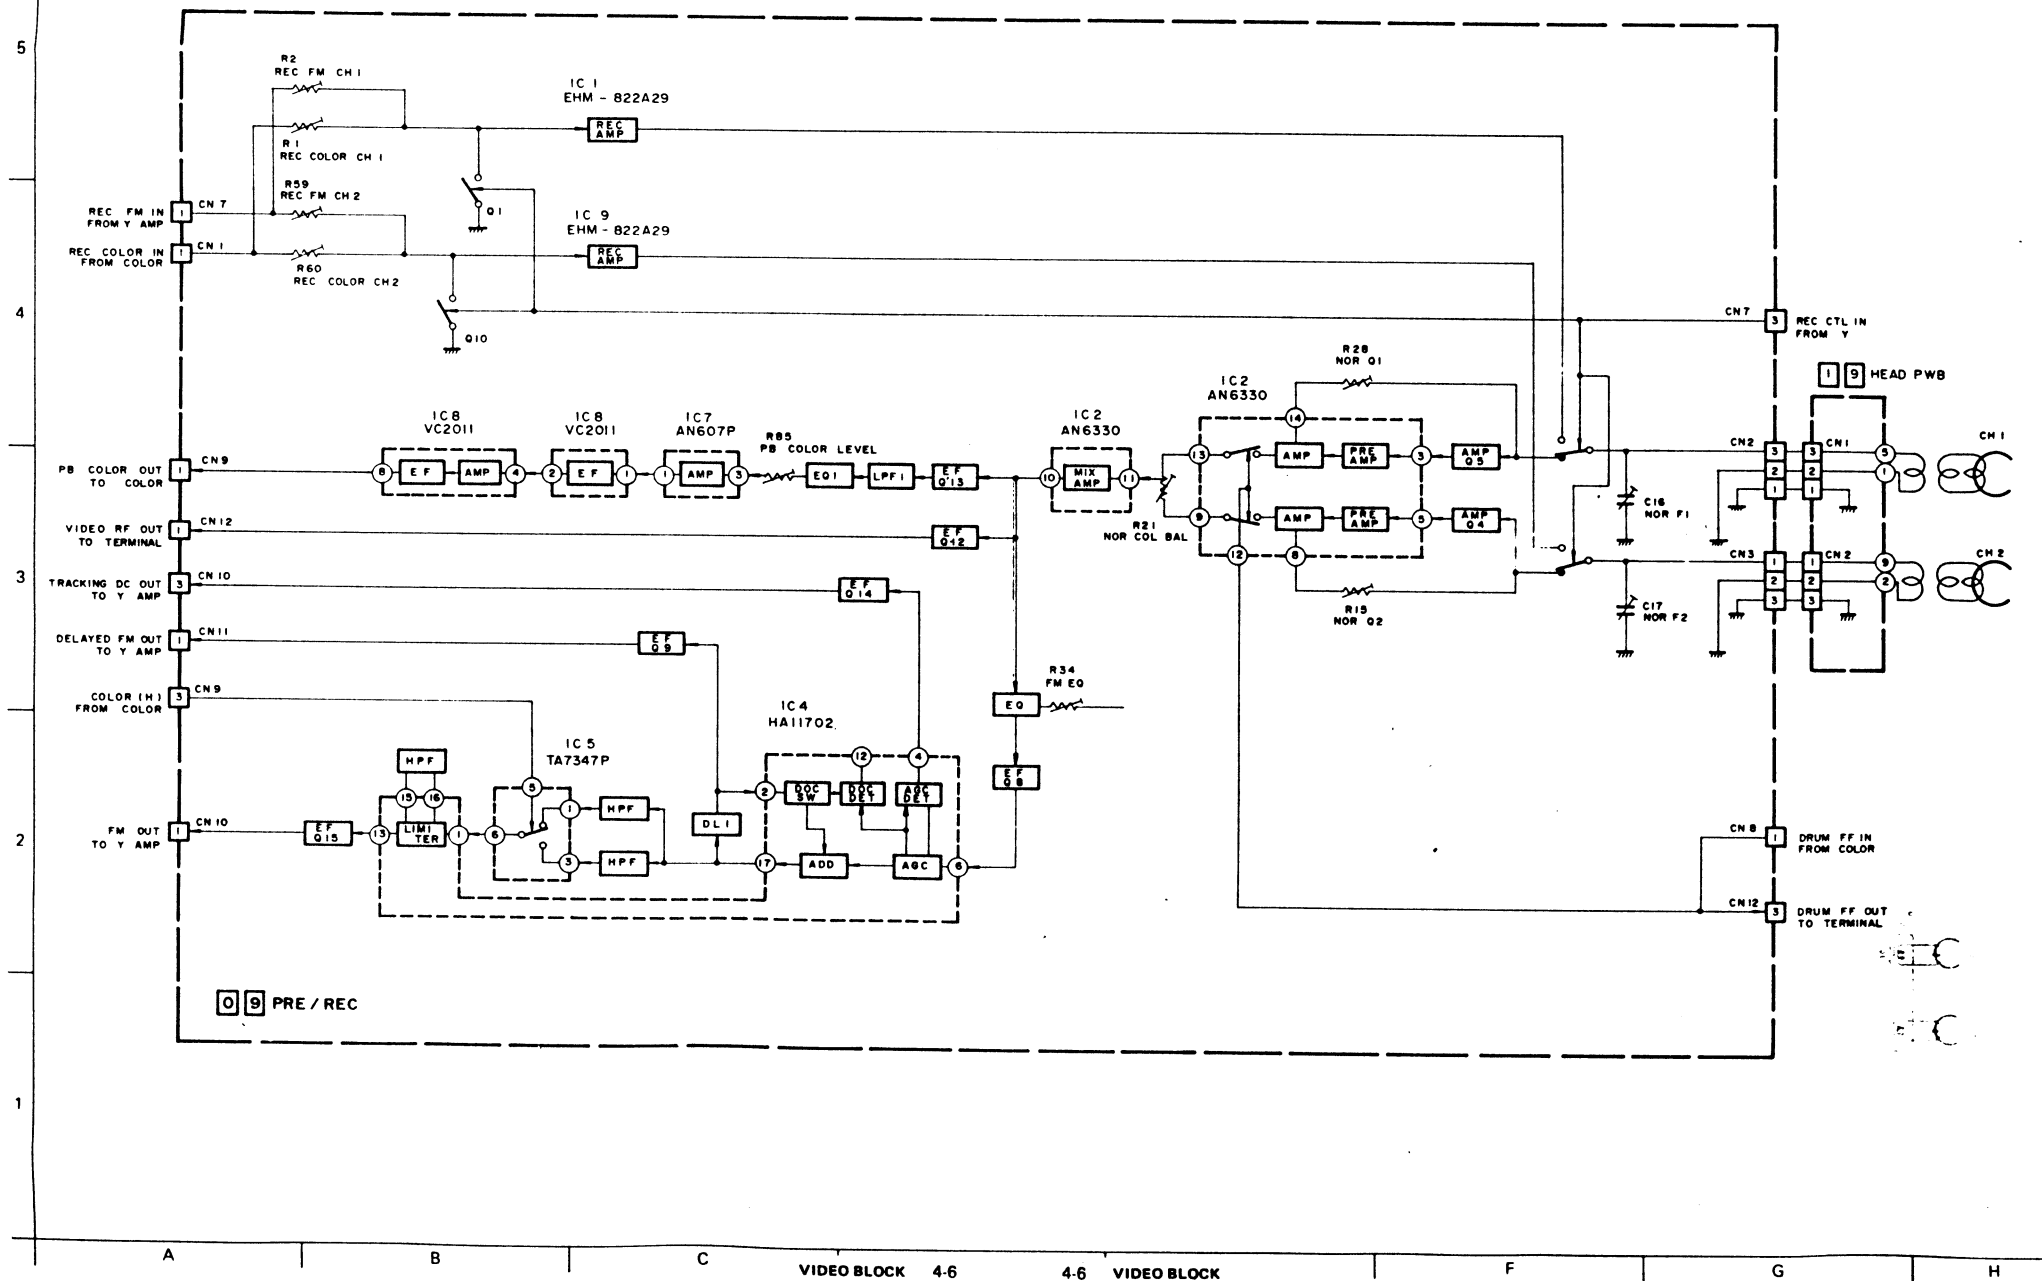 5
R2
REC FM CH 1
R1
REC COLOR CH 1
IC 1
EHM - 822A29
REC
AMP
R59
REC FM CH 2
REC FM IN
FROM Y AMP
1
CN 7
REC COLOR IN
FROM COLOR
1
CN 1
R60
REC COLOR CH2
Q1
IC 9
EHM - 822A29
REC
AMP
4
Q10
CN7
3
REC CTL IN
FROM Y
R28
NOR Q1
1 9 HEAD PWB
IC8
VC2011
IC8
VC2011
IC7
AN607P
R85
PB COLOR LEVEL
IC2
AN6330
IC2
AN6330
PB COLOR OUT
TO COLOR
1
CN9
8
EF
AMP
4
2
EF
1
1
AMP
3
EQ1
LPF1
EF
Q13
10
MIX
AMP
11
13
14
AMP
PRE
AMP
3
AMP
Q5
CN2
3
2
1
CN1
3
2
1
5
1
CH 1
C16
NOR F1
VIDEO RF OUT
TO TERMINAL
1
CN12
EF
Q12
R21
NOR COL BAL
9
12
AMP
8
PRE
AMP
5
AMP
Q4
3
TRACKING DC OUT
TO Y AMP
3
CN10
EF
Q14
R15
NOR Q2
C17
NOR F2
CN3
1
2
3
CN2
1
2
3
9
2
CH 2
DELAYED FM OUT
TO Y AMP
1
CN11
EF
Q9
COLOR (H)
FROM COLOR
3
CN9
R34
FM EQ
EQ
EF
Q8
IC4
HA11702
IC5
TA7347P
HPF
15
16
5
1
HPF
2
DOC
SW
12
DOC
DET
4
AGC
DET
2
FM OUT
TO Y AMP
1
CN10
EF
Q15
13
LIMI
TER
1
6
3
HPF
DL1
17
ADD
AGC
6
CN8
1
DRUM FF IN
FROM COLOR
CN12
3
DRUM FF OUT
TO TERMINAL
0 9 PRE / REC
1
A
B
C
F
G
H
VIDEO BLOCK 4-6
4-6 VIDEO BLOCK